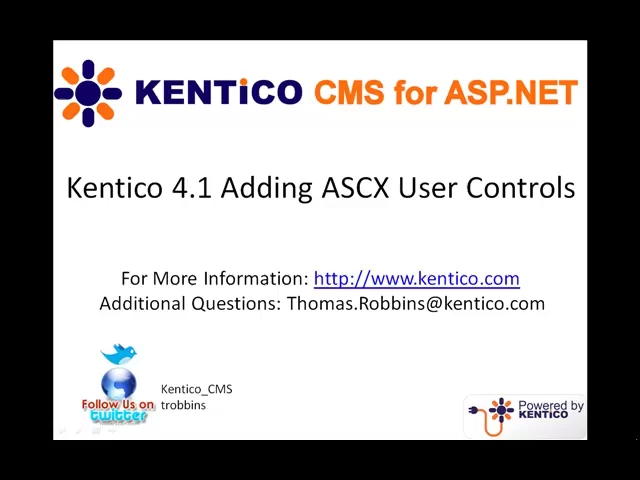 KENTiCO CMS for ASP.NET
Kentico 4.1 Adding ASCX User Controls
For More Information: http://www.kentico.com
Additional Questions: Thomas.Robbins@kentico.com
Follow Us on
twitter
Kentico_CMS
trobbins
Powered by
KENTICO